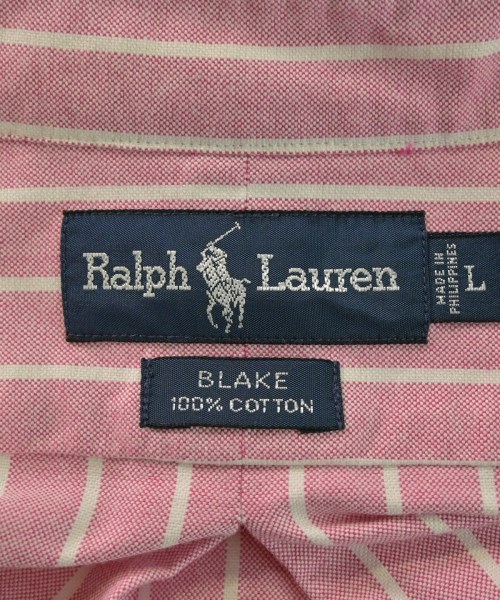 Ralph Lauren
MADE IN
PHILIPPINES
L
BLAKE
100% COTTON